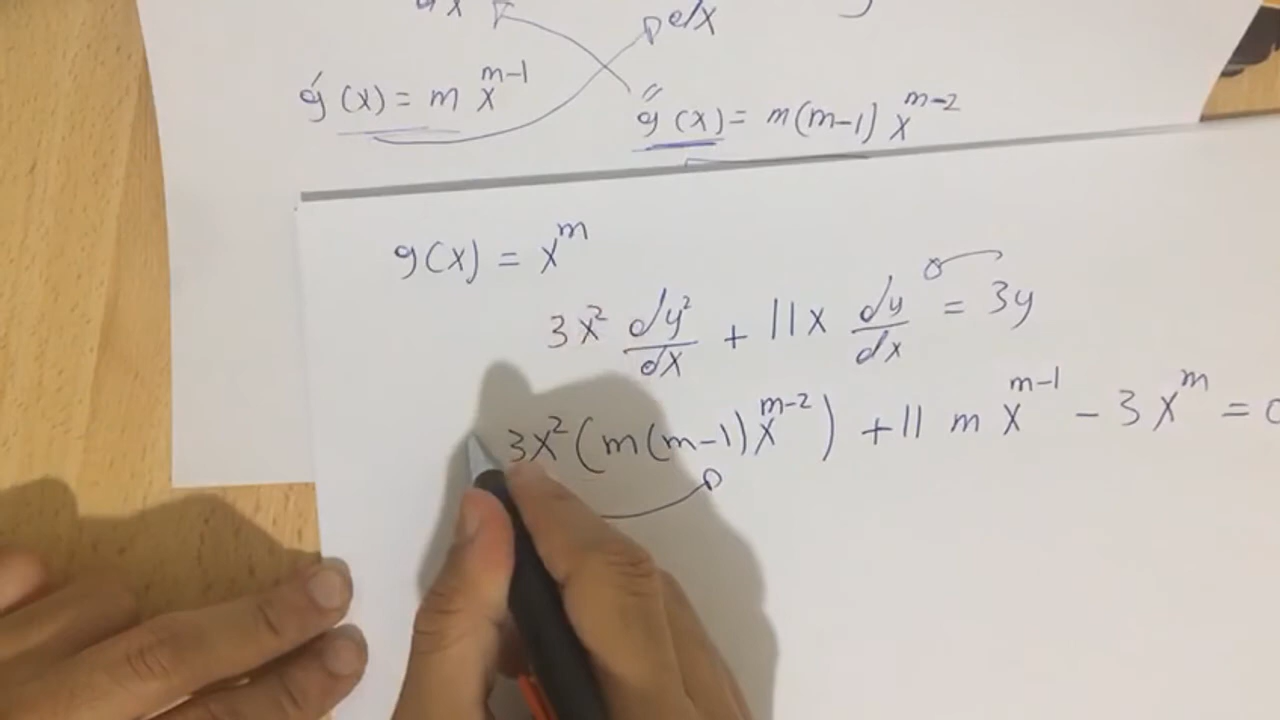 dx
g'(x) = m x^{m-1}
g''(x) = m(m-1) x^{m-2}
g(x) = x^m
3x² dy²/dx + 11x dy/dx = 3y
3x²(m(m-1)x^{m-2}) + 11 m x^{m-1} - 3x^m = 0